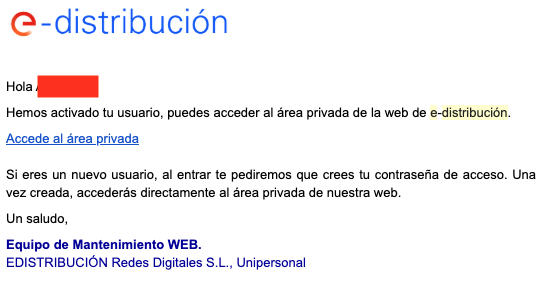 e-distribución
Hola
Hemos activado tu usuario, puedes acceder al área privada de la web de e-distribución.
Accede al área privada
Si eres un nuevo usuario, al entrar te pediremos que crees tu contraseña de acceso. Una
vez creada, accederás directamente al área privada de nuestra web.
Un saludo,
Equipo de Mantenimiento WEB.
EDISTRIBUCIÓN Redes Digitales S.L., Unipersonal